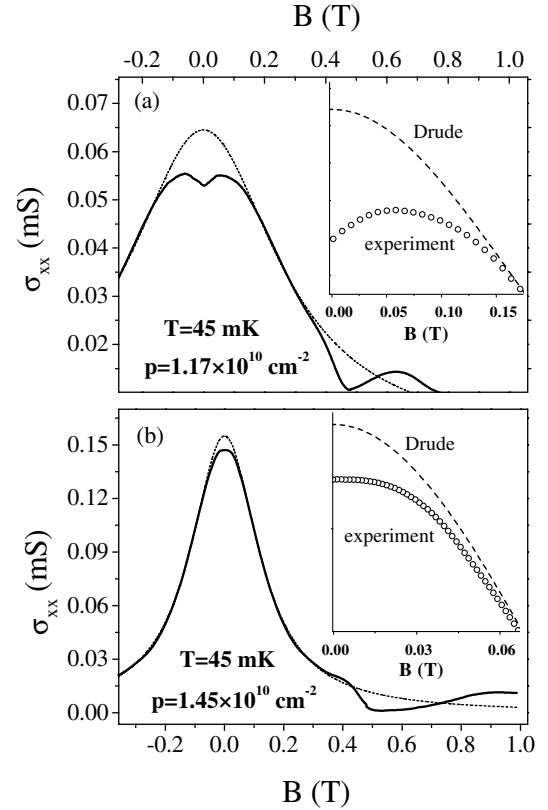 B (T)
-0.2 0.0 0.2 0.4 0.6 0.8 1.0
(a)
0.07
0.06
0.05
0.04
0.03
0.02
σxx (mS)
Drude
experiment
0.00 0.05 0.10 0.15
B (T)
T=45 mK
p=1.17×10^10 cm^-2
(b)
0.15
0.12
0.09
0.06
0.03
0.00
σxx (mS)
Drude
experiment
0.00 0.03 0.06
B (T)
T=45 mK
p=1.45×10^10 cm^-2
-0.2 0.0 0.2 0.4 0.6 0.8 1.0
B (T)